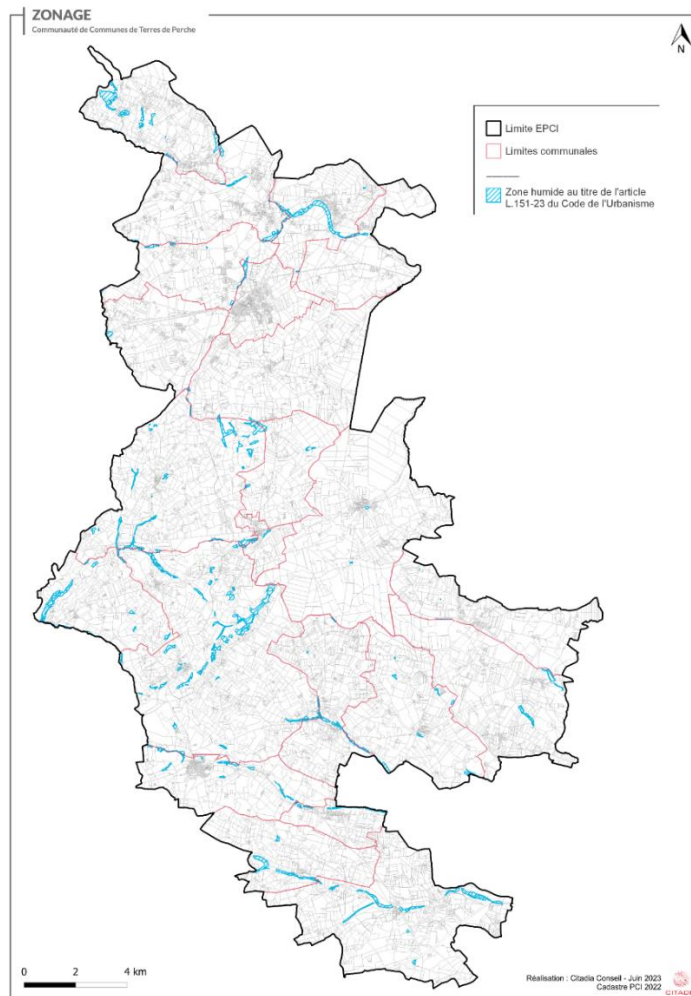 ZONAGE
Communauté de Communes de Terres de Perche
N
Limite EPCI
Limites communales
Zone humide au titre de l'article
L.151-23 du Code de l'Urbanisme
0 2 4 km
Réalisation : Citadia Conseil - Juin 2023
Cadastre PCI 2022
CITADIA